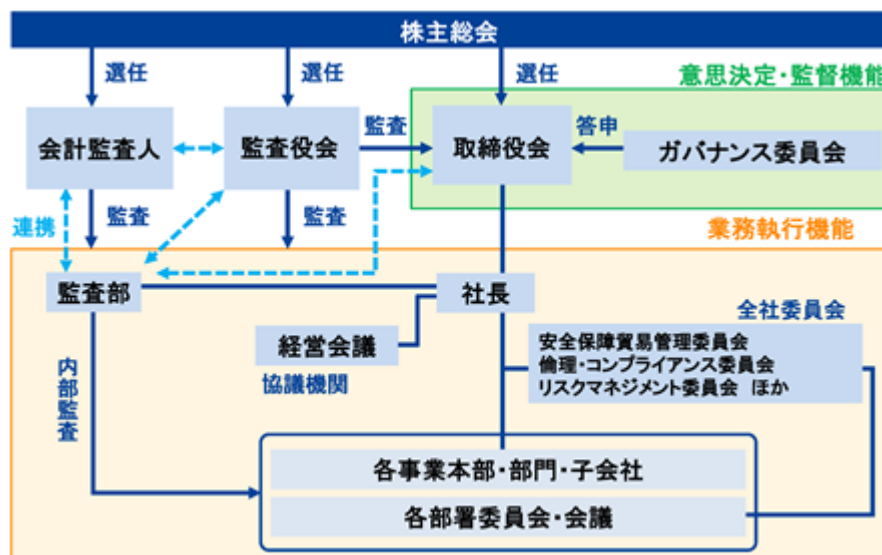 株主総会
選任
選任
選任
意思決定・監督機能
会計監査人
監査役会
監査
取締役会
答申
ガバナンス委員会
連携
監査
監査
業務執行機能
監査部
社長
全社委員会
経営会議
協議機関
安全保障貿易管理委員会
倫理・コンプライアンス委員会
リスクマネジメント委員会 ほか
内部監査
各事業本部・部門・子会社
各部署委員会・会議